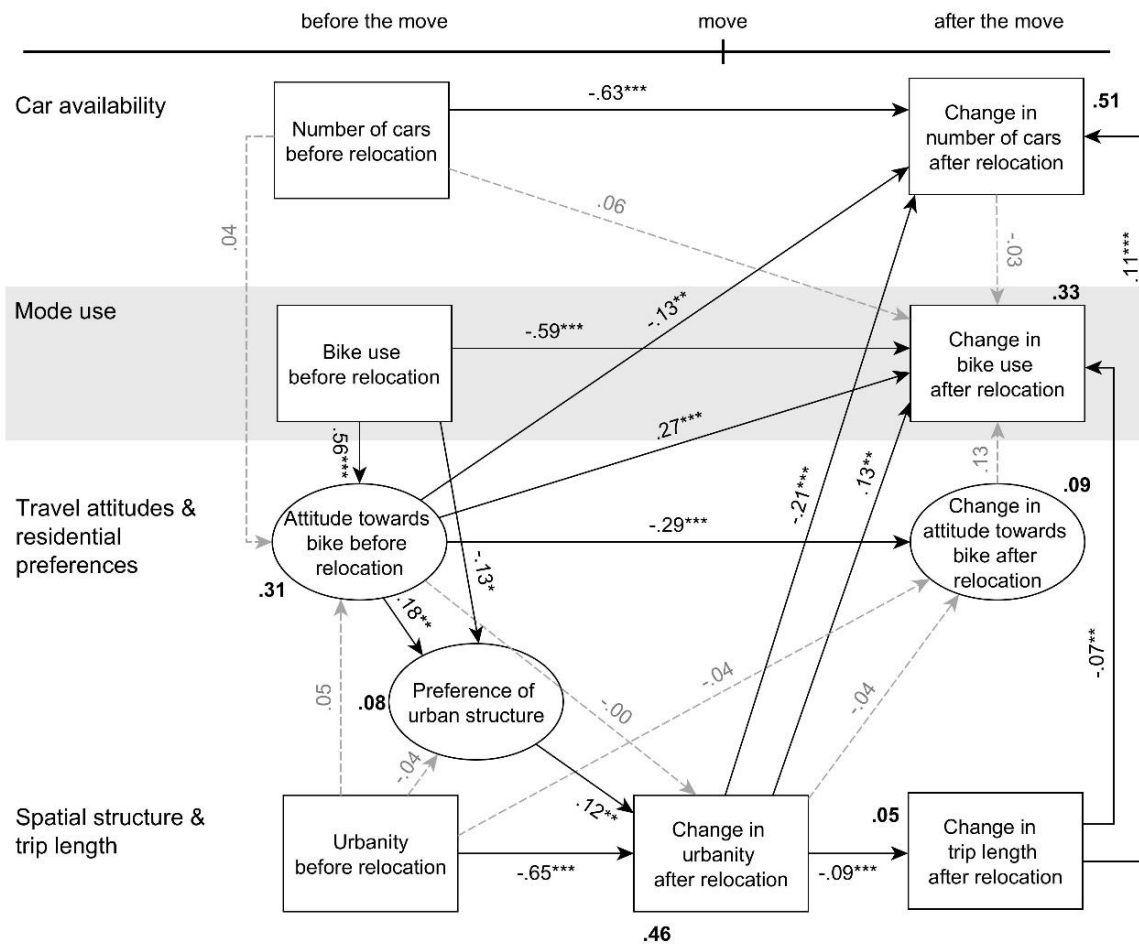 before the move
move
after the move
Car availability
Number of cars
before relocation
-.63***
Change in
number of cars
after relocation
.51
.04
.06
-.03
.11***
Mode use
Bike use
before relocation
-.59***
-.13**
.33
Change in
bike use
after relocation
.56***
.27***
-.21***
.13**
.13
Travel attitudes &
residential
preferences
Attitude towards
bike before
relocation
.31
-.29***
-.13*
.09
Change in
attitude towards
bike after
relocation
.18**
-.07**
.05
.08
Preference of
urban structure
-.00
-.04
-.04
-.04
Spatial structure &
trip length
Urbanity
before relocation
.12**
-.65***
Change in
urbanity
after relocation
.46
-.09***
.05
Change in
trip length
after relocation